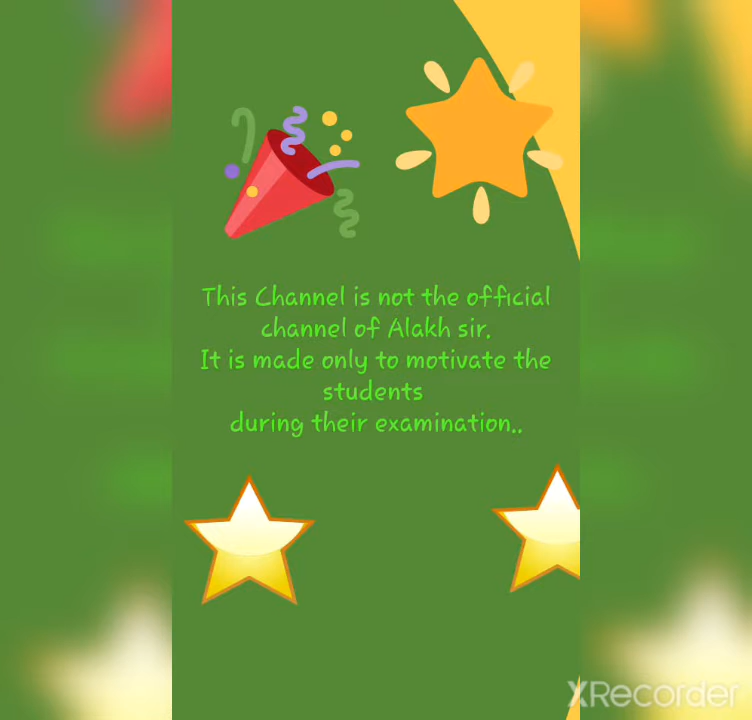 This Channel is not the official
channel of Alakh sir.
It is made only to motivate the
students
during their examination..
XRecorder